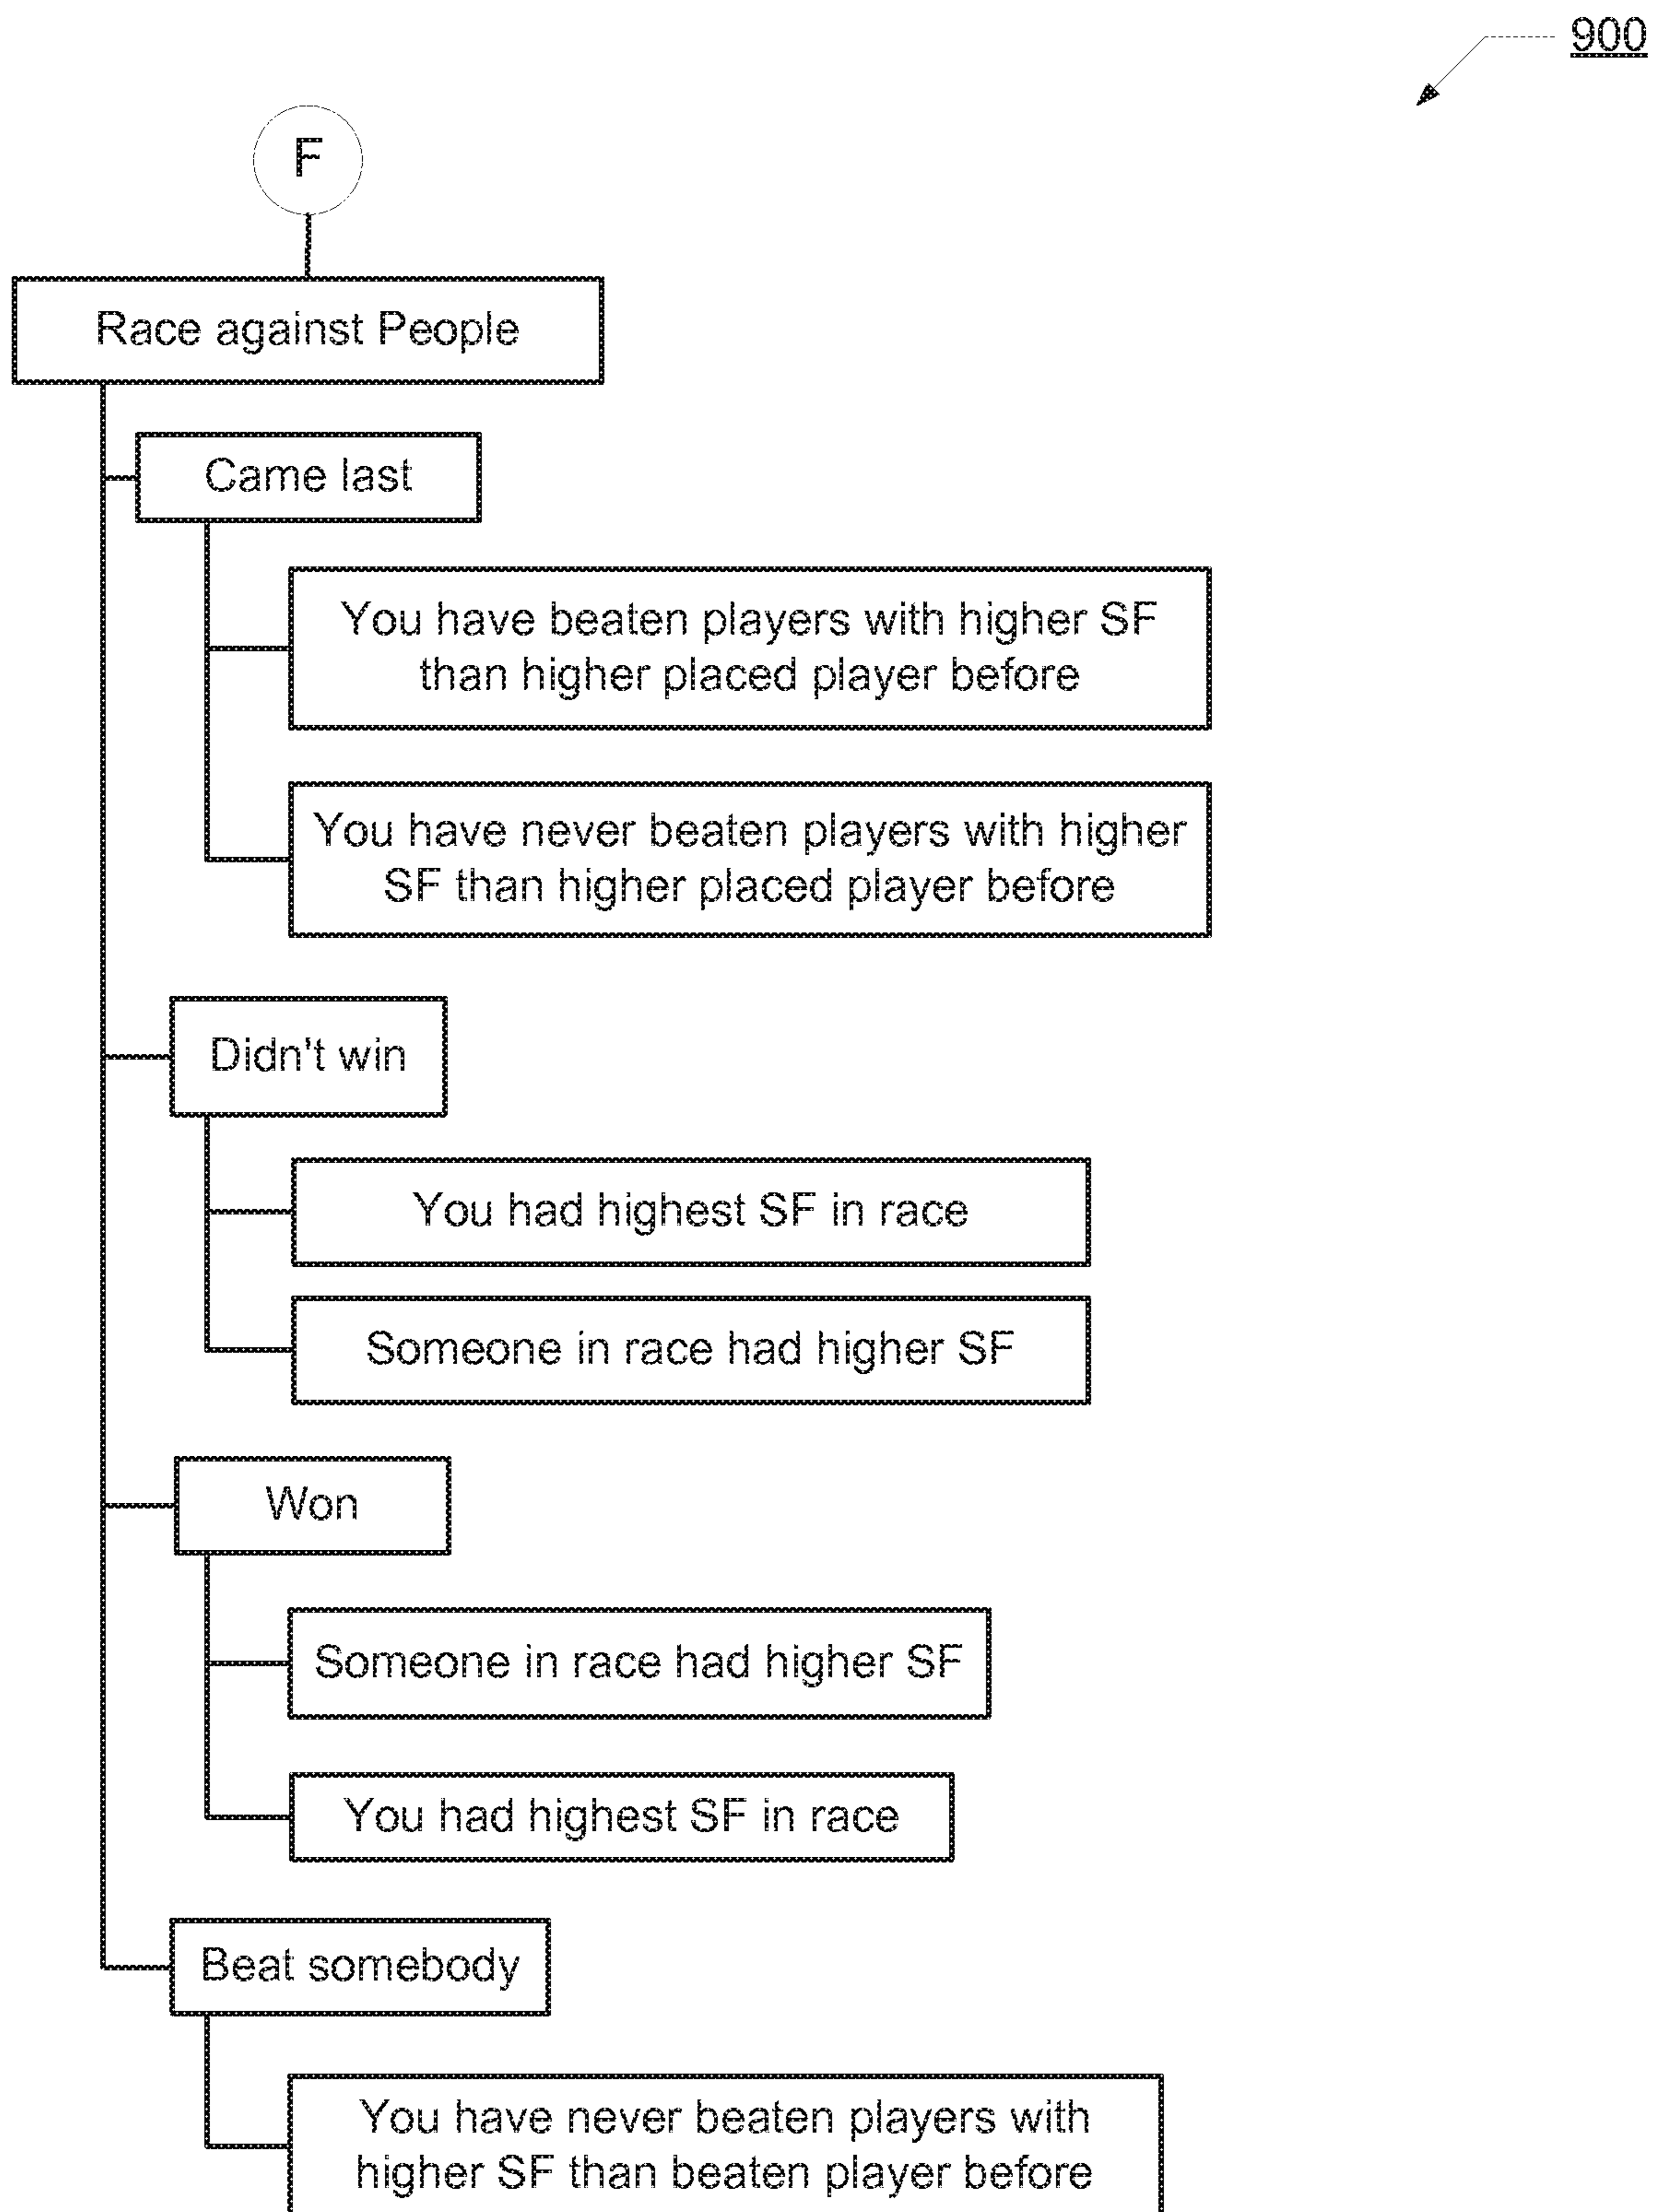 900
F
Race against People
Came last
You have beaten players with higher SF
than higher placed player before
You have never beaten players with higher
SF than higher placed player before
Didn't win
You had highest SF in race
Someone in race had higher SF
Won
Someone in race had higher SF
You had highest SF in race
Beat somebody
You have never beaten players with
higher SF than beaten player before